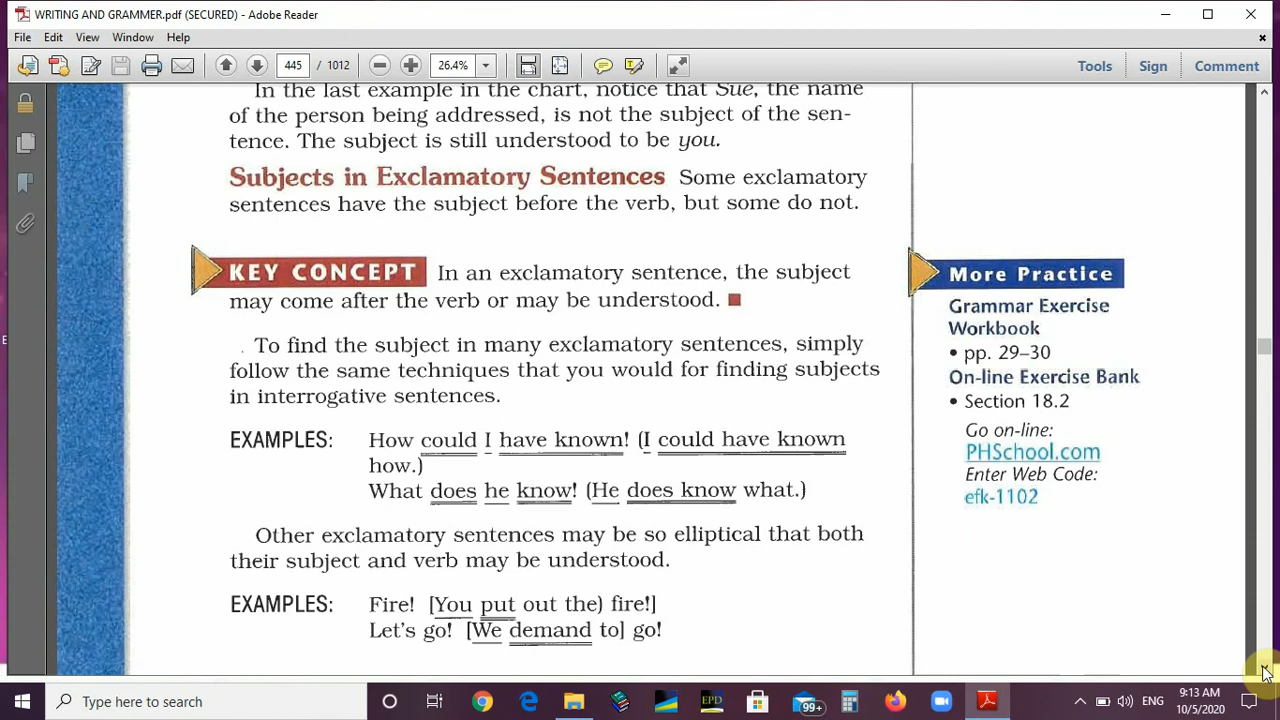 WRITING AND GRAMMER.pdf (SECURED) - Adobe Reader
File Edit View Window Help
445 / 1012 26.4% Tools Sign Comment
In the last example in the chart, notice that Sue, the name
of the person being addressed, is not the subject of the sen-
tence. The subject is still understood to be you.
Subjects in Exclamatory Sentences Some exclamatory
sentences have the subject before the verb, but some do not.
KEY CONCEPT In an exclamatory sentence, the subject
may come after the verb or may be understood. ■
To find the subject in many exclamatory sentences, simply
follow the same techniques that you would for finding subjects
in interrogative sentences.
EXAMPLES: How could I have known! (I could have known
how.)
What does he know! (He does know what.)
Other exclamatory sentences may be so elliptical that both
their subject and verb may be understood.
EXAMPLES: Fire! [You put out the) fire!]
Let's go! [We demand to] go!
More Practice
Grammar Exercise
Workbook
• pp. 29–30
On-line Exercise Bank
• Section 18.2
Go on-line:
PHSchool.com
Enter Web Code:
efk-1102
Type here to search
EPD
99+
ENG
9:13 AM
10/5/2020